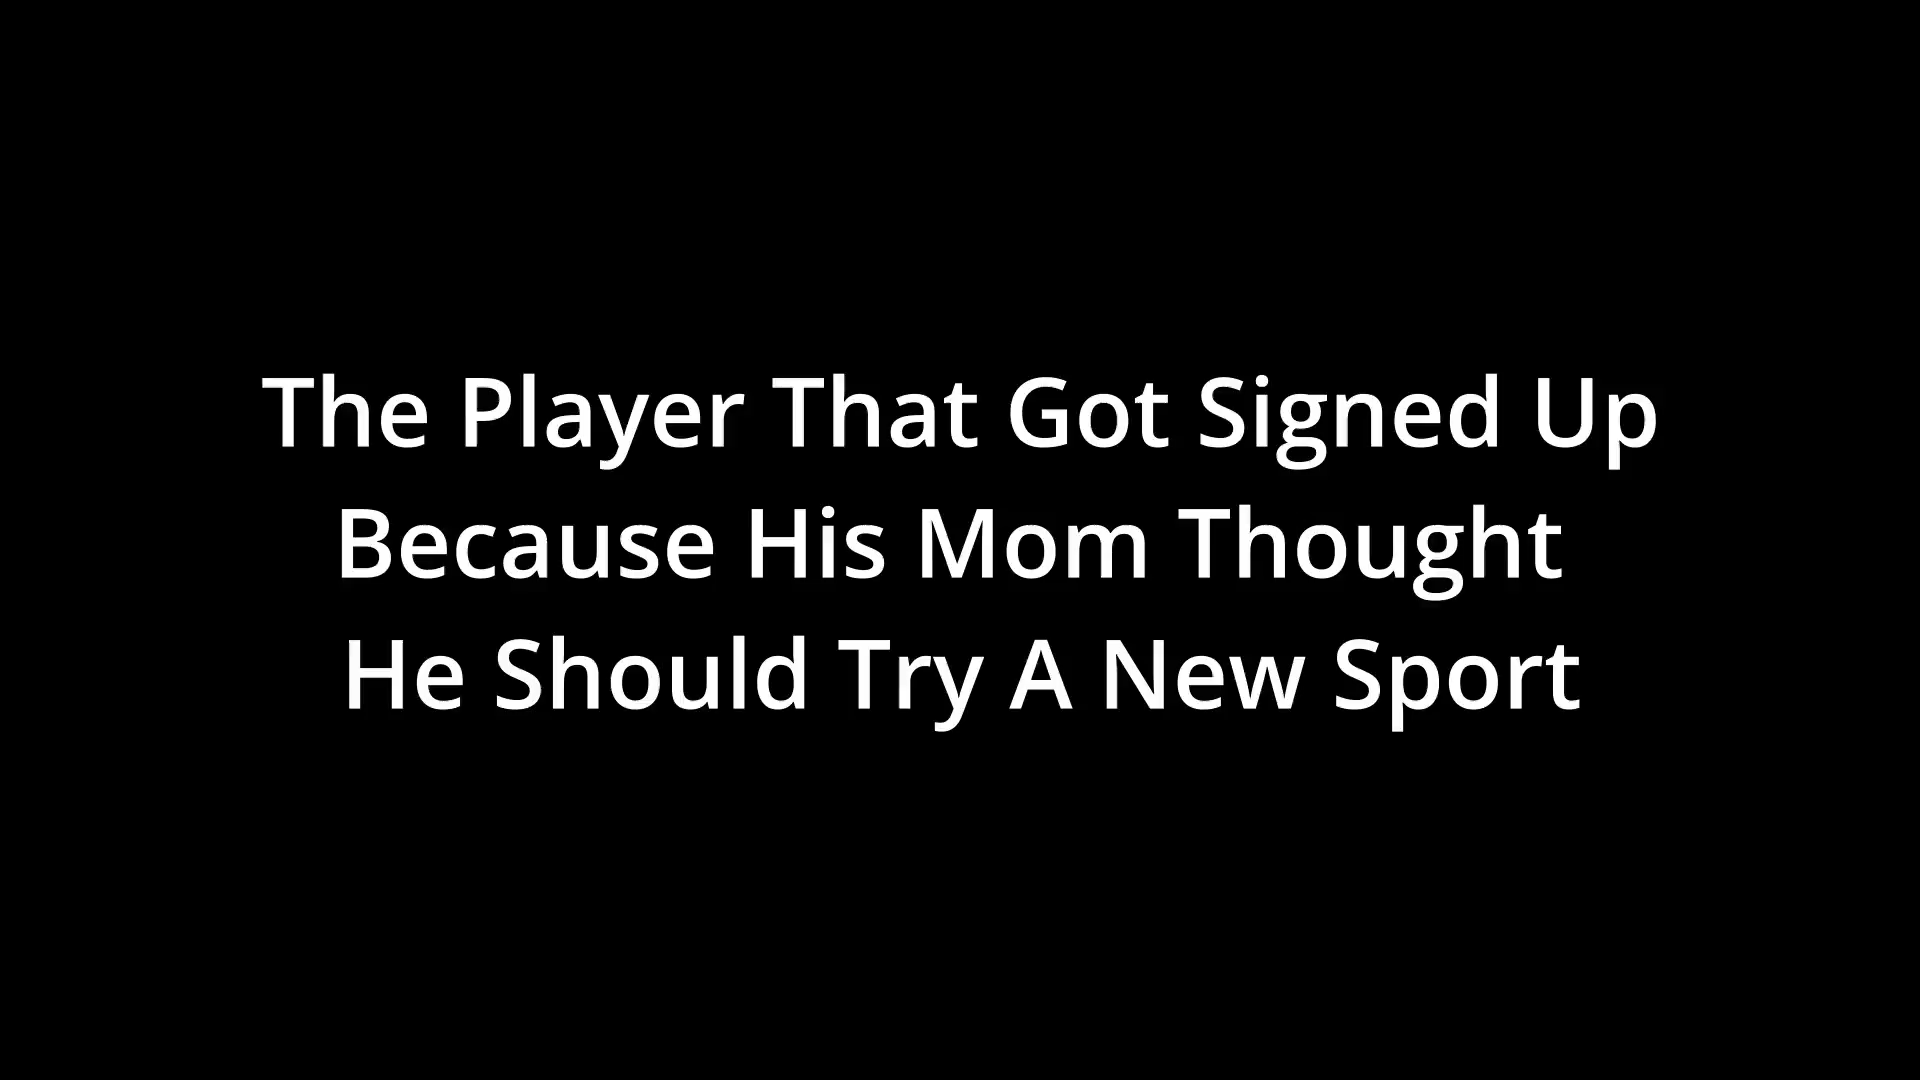 The Player That Got Signed Up
Because His Mom Thought
He Should Try A New Sport